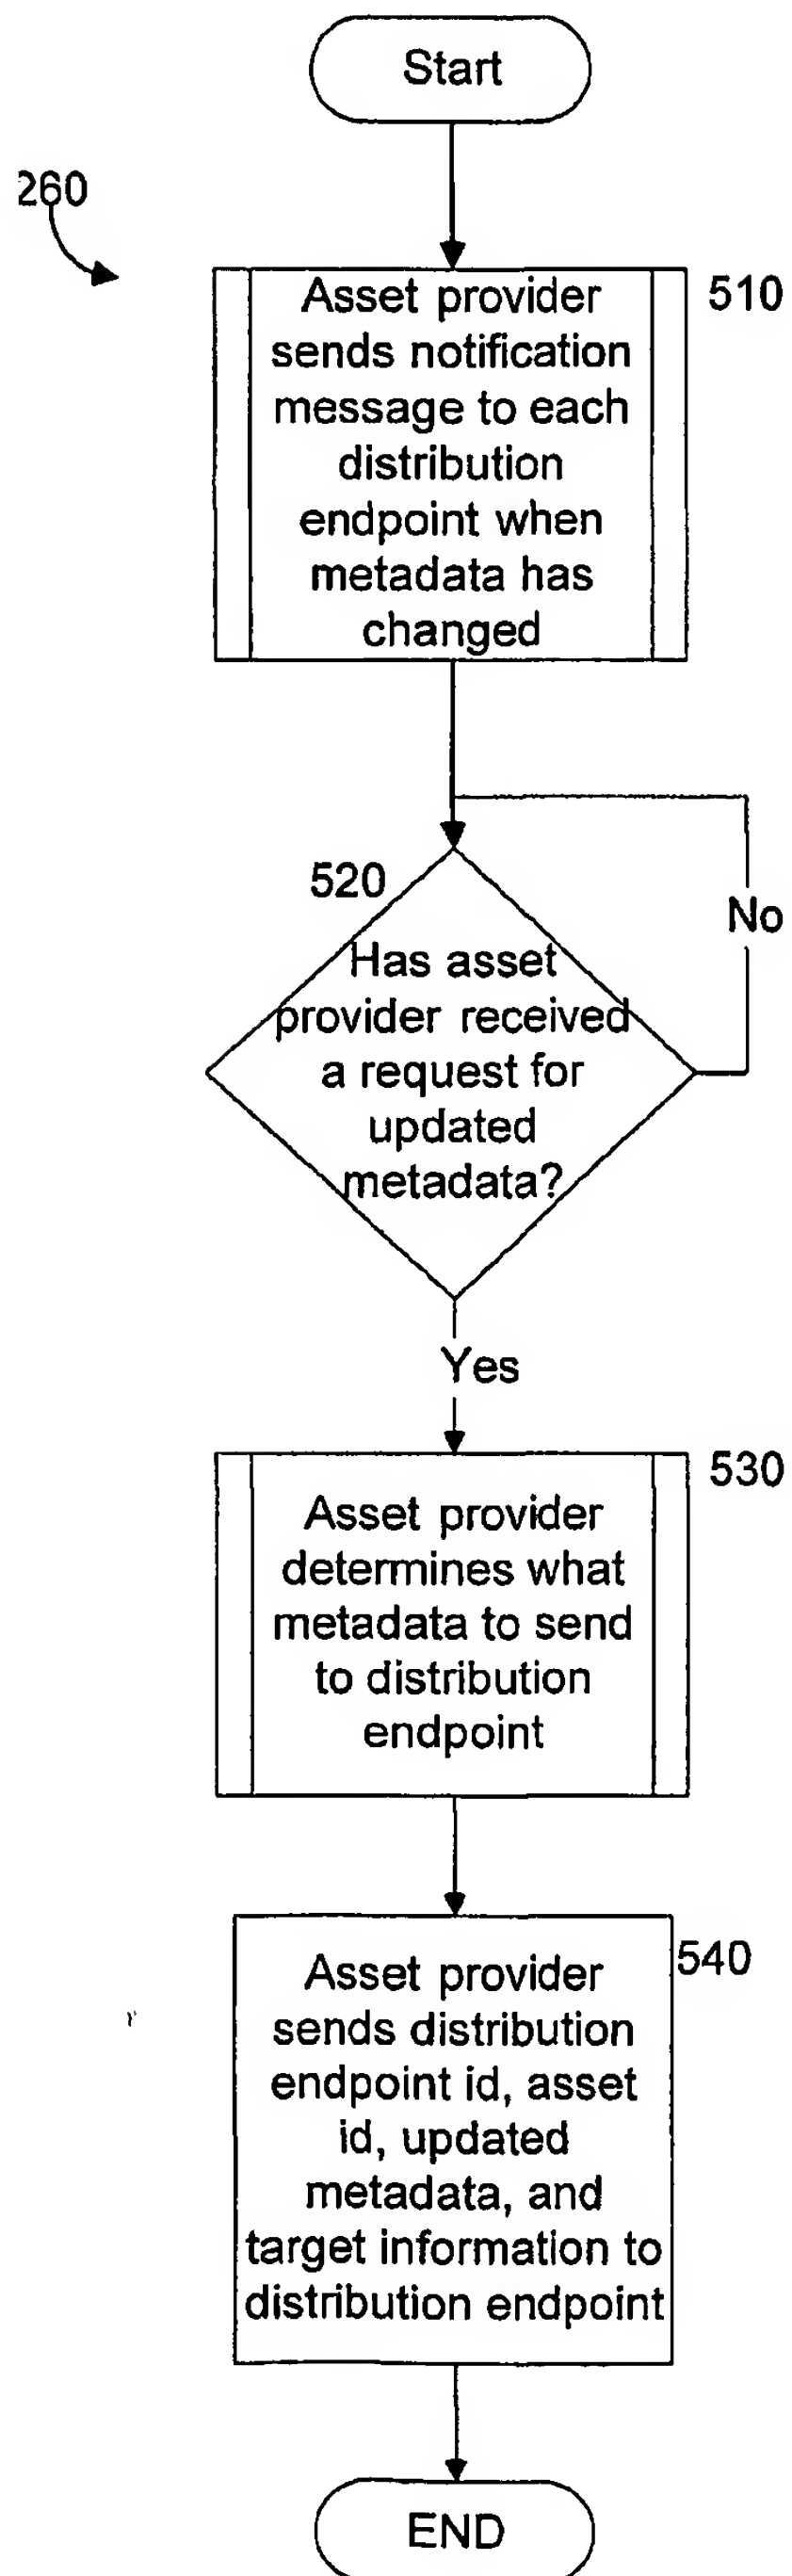 Start
260
Asset provider
sends notification
message to each
distribution
endpoint when
metadata has
changed
510
520
No
Has asset
provider received
a request for
updated
metadata?
Yes
530
Asset provider
determines what
metadata to send
to distribution
endpoint
540
Asset provider
sends distribution
endpoint id, asset
id, updated
metadata, and
target information to
distribution endpoint
END